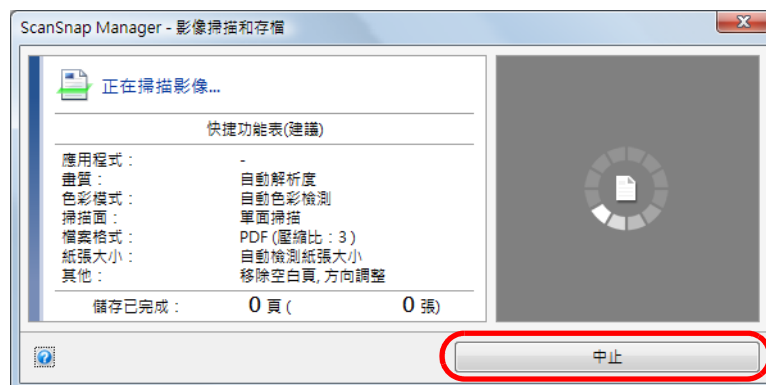 ScanSnap Manager - 影像掃描和存檔
正在掃描影像...
快捷功能表(建議)
應用程式： -
畫質： 自動解析度
色彩模式： 自動色彩檢測
掃描面： 單面掃描
檔案格式： PDF (壓縮比：3)
紙張大小： 自動檢測紙張大小
其他： 移除空白頁, 方向調整
儲存已完成： 0 頁 ( 0 張)
中止